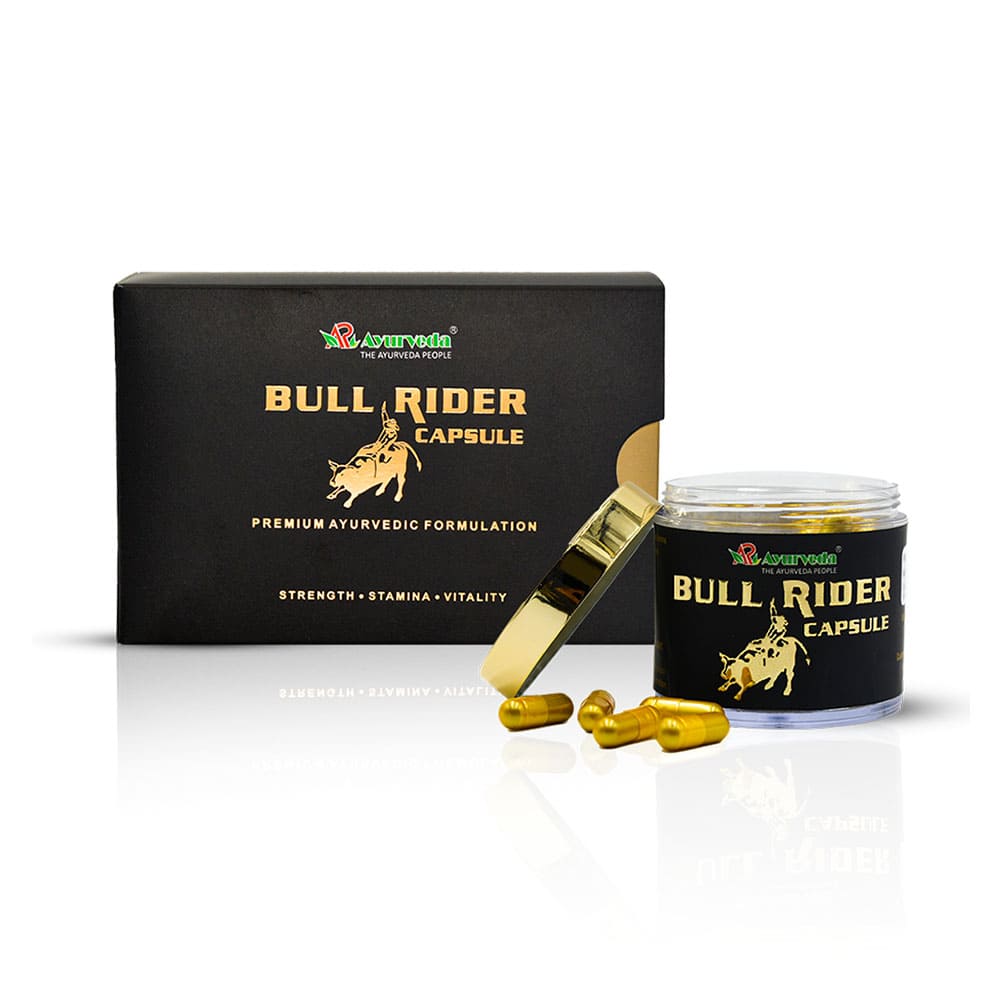 AR Ayurveda®
THE AYURVEDA PEOPLE
BULL RIDER
CAPSULE
PREMIUM AYURVEDIC FORMULATION
STRENGTH • STAMINA • VITALITY
AR Ayurveda®
THE AYURVEDA PEOPLE
BULL RIDER
CAPSULE